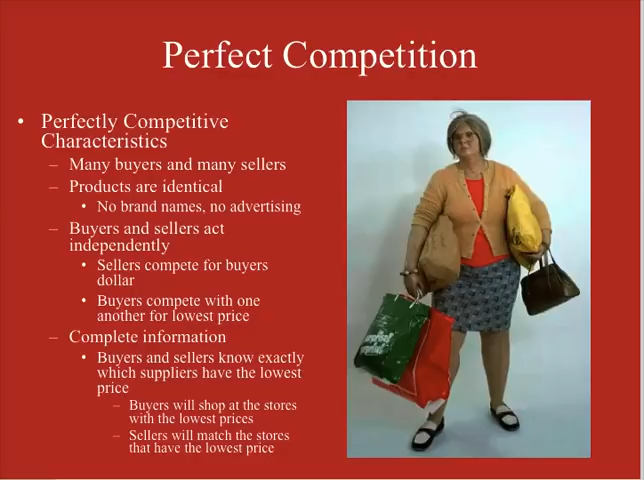 Perfect Competition
• Perfectly Competitive
Characteristics
– Many buyers and many sellers
– Products are identical
• No brand names, no advertising
– Buyers and sellers act
independently
• Sellers compete for buyers
dollar
• Buyers compete with one
another for lowest price
– Complete information
• Buyers and sellers know exactly
which suppliers have the lowest
price
– Buyers will shop at the stores
with the lowest prices
– Sellers will match the stores
that have the lowest price